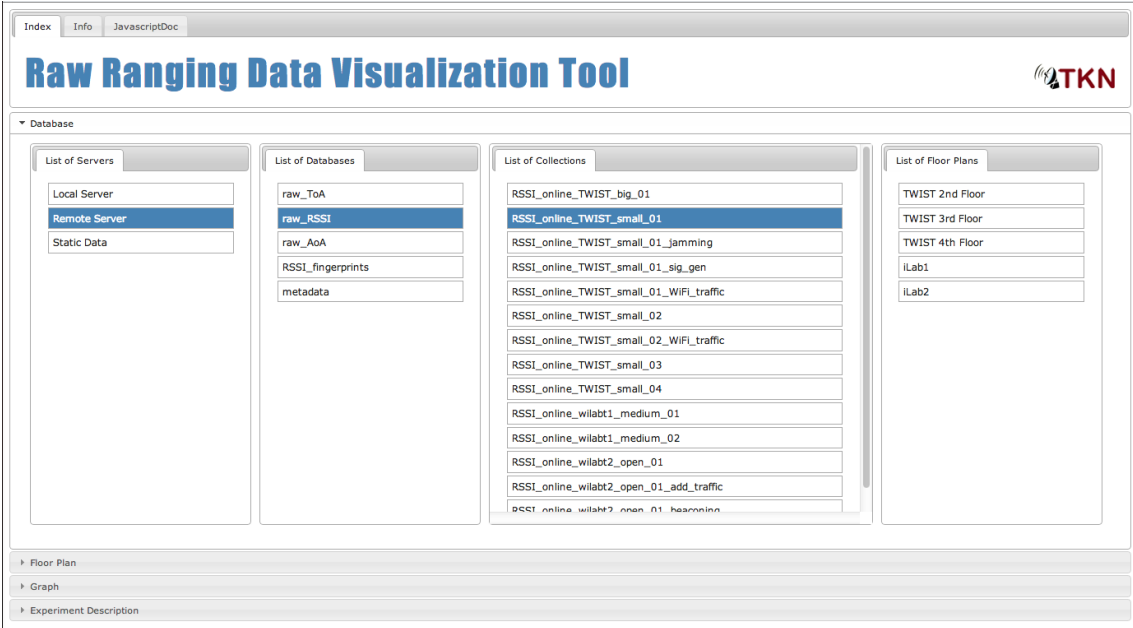 Index Info JavascriptDoc
Raw Ranging Data Visualization Tool
TKN
Database
List of Servers
Local Server
Remote Server
Static Data
List of Databases
raw_ToA
raw_RSSI
raw_AoA
RSSI_fingerprints
metadata
List of Collections
RSSI_online_TWIST_big_01
RSSI_online_TWIST_small_01
RSSI_online_TWIST_small_01_jamming
RSSI_online_TWIST_small_01_sig_gen
RSSI_online_TWIST_small_01_WiFi_traffic
RSSI_online_TWIST_small_02
RSSI_online_TWIST_small_02_WiFi_traffic
RSSI_online_TWIST_small_03
RSSI_online_TWIST_small_04
RSSI_online_wilabt1_medium_01
RSSI_online_wilabt1_medium_02
RSSI_online_wilabt2_open_01
RSSI_online_wilabt2_open_01_add_traffic
RSSI_online_wilabt2_open_01_beaconing
List of Floor Plans
TWIST 2nd Floor
TWIST 3rd Floor
TWIST 4th Floor
iLab1
iLab2
Floor Plan
Graph
Experiment Description